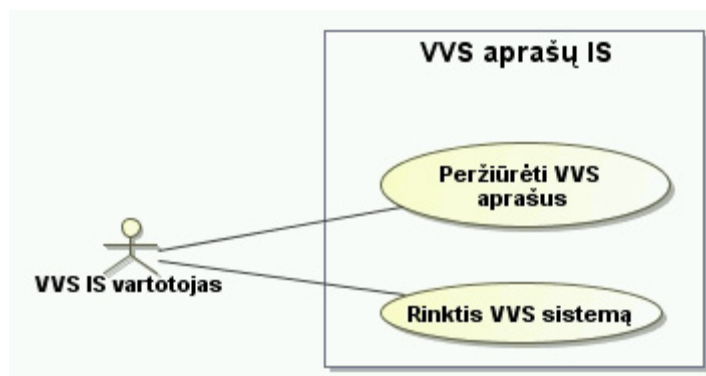 VVS aprašų IS
Peržiūrėti VVS
aprašus
VVS IS vartotojas
Rinktis VVS sistemą